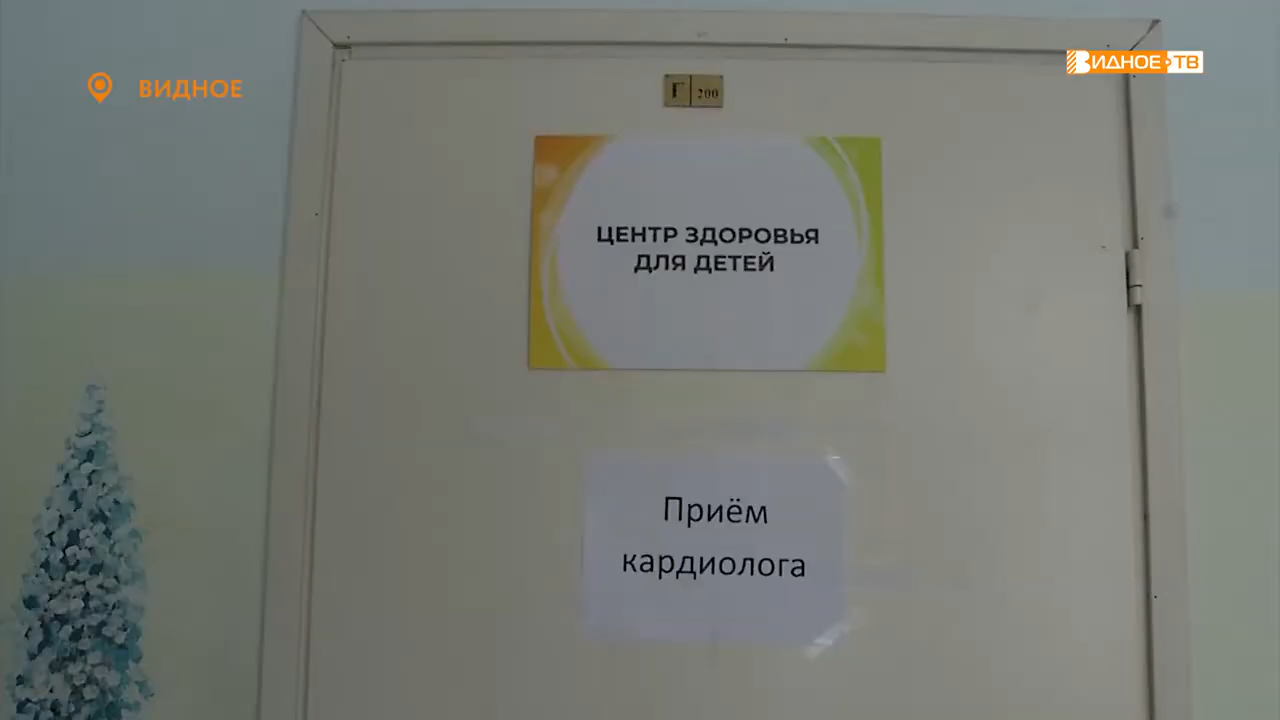 ВИДНОЕ
ВИДНОЕ ТВ
Г 200
ЦЕНТР ЗДОРОВЬЯ
ДЛЯ ДЕТЕЙ
Приём
кардиолога